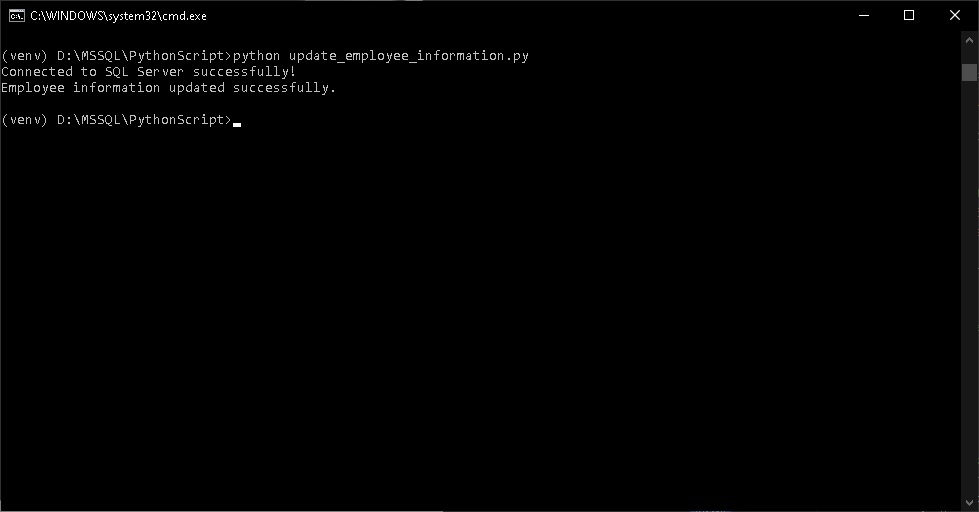 C:\WINDOWS\system32\cmd.exe
(venv) D:\MSSQL\PythonScript>python update_employee_information.py
Connected to SQL Server successfully!
Employee information updated successfully.
(venv) D:\MSSQL\PythonScript>